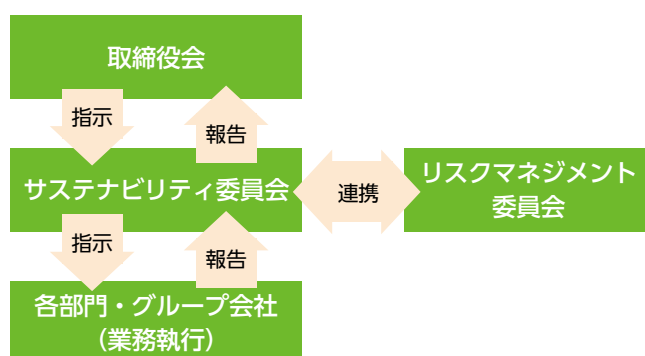 取締役会
指示
報告
サステナビリティ委員会
連携
リスクマネジメント
委員会
指示
報告
各部門・グループ会社
（業務執行）